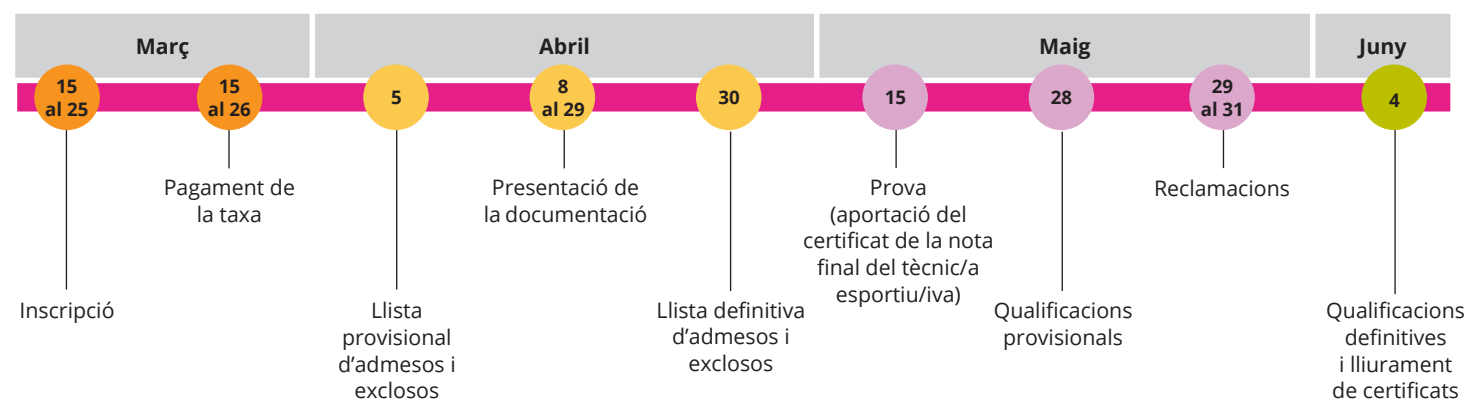 Març
Abril
Maig
Juny
15
al 25
15
al 26
5
8
al 29
30
15
28
29
al 31
4
Inscripció
Pagament de
la taxa
Llista
provisional
d’admesos i
exclosos
Presentació de
la documentació
Llista definitiva
d’admesos i
exclosos
Prova
(aportació del
certificat de la nota
final del tècnic/a
esportiu/iva)
Qualificacions
provisionals
Reclamacions
Qualificacions
definitives
i lliurament
de certificats